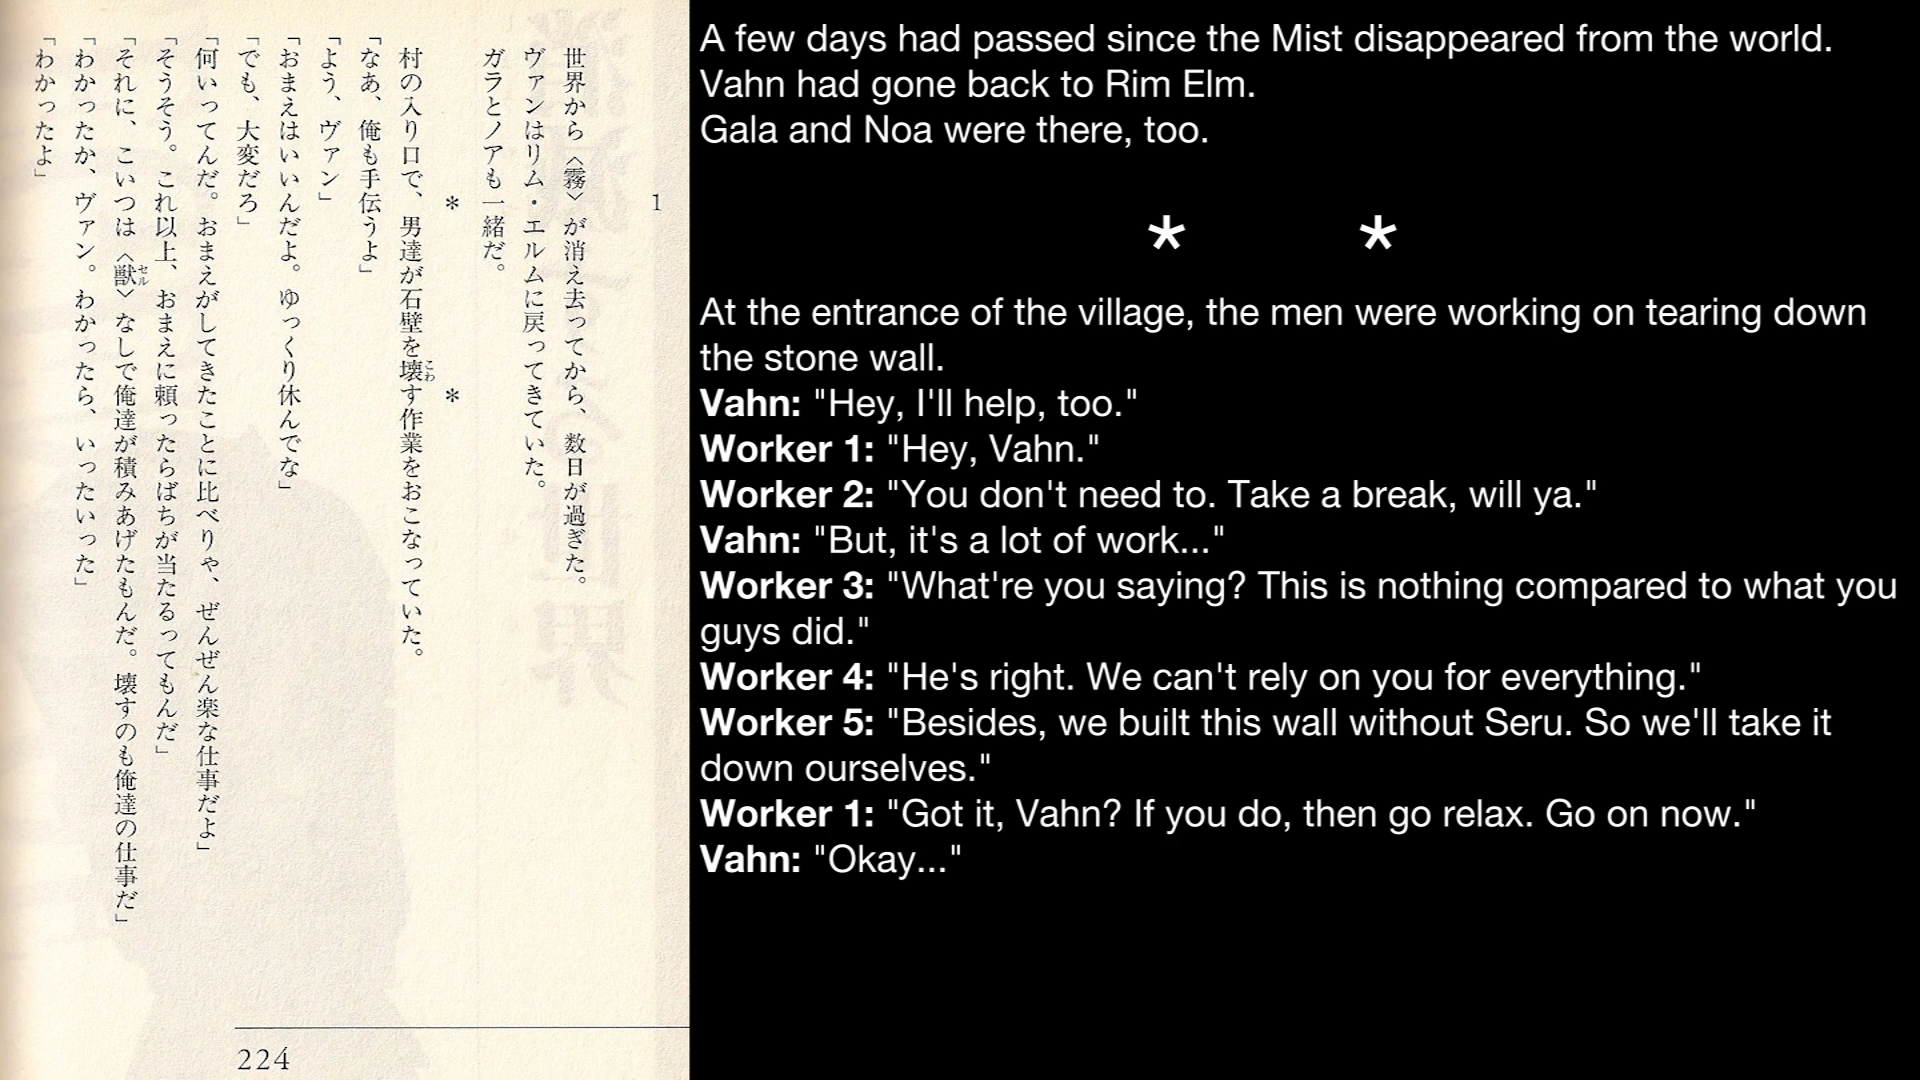 1
世界から〈霧〉が消え去ってから、数日が過ぎた。
ヴァンはリム・エルムに戻ってきていた。
ガラとノアも一緒だ。
＊　＊
村の入り口で、男達が石壁を壊こわす作業をおこなっていた。
「なあ、俺も手伝うよ」
「よう、ヴァン」
「おまえはいいんだよ。ゆっくり休んでな」
「でも、大変だろ」
「何いってんだ。おまえがしてきたことに比べりゃ、ぜんぜん楽な仕事だよ」
「そうそう。これ以上、おまえに頼ったらばちが当たるってもんだ」
「それに、こいつは〈獣セル〉なしで俺達が積みあげたもんだ。壊すのも俺達の仕事だ」
「わかったか、ヴァン。わかったら、いったいった」
「わかったよ」
224
A few days had passed since the Mist disappeared from the world.
Vahn had gone back to Rim Elm.
Gala and Noa were there, too.
* *
At the entrance of the village, the men were working on tearing down
the stone wall.
Vahn: "Hey, I'll help, too."
Worker 1: "Hey, Vahn."
Worker 2: "You don't need to. Take a break, will ya."
Vahn: "But, it's a lot of work..."
Worker 3: "What're you saying? This is nothing compared to what you
guys did."
Worker 4: "He's right. We can't rely on you for everything."
Worker 5: "Besides, we built this wall without Seru. So we'll take it
down ourselves."
Worker 1: "Got it, Vahn? If you do, then go relax. Go on now."
Vahn: "Okay..."